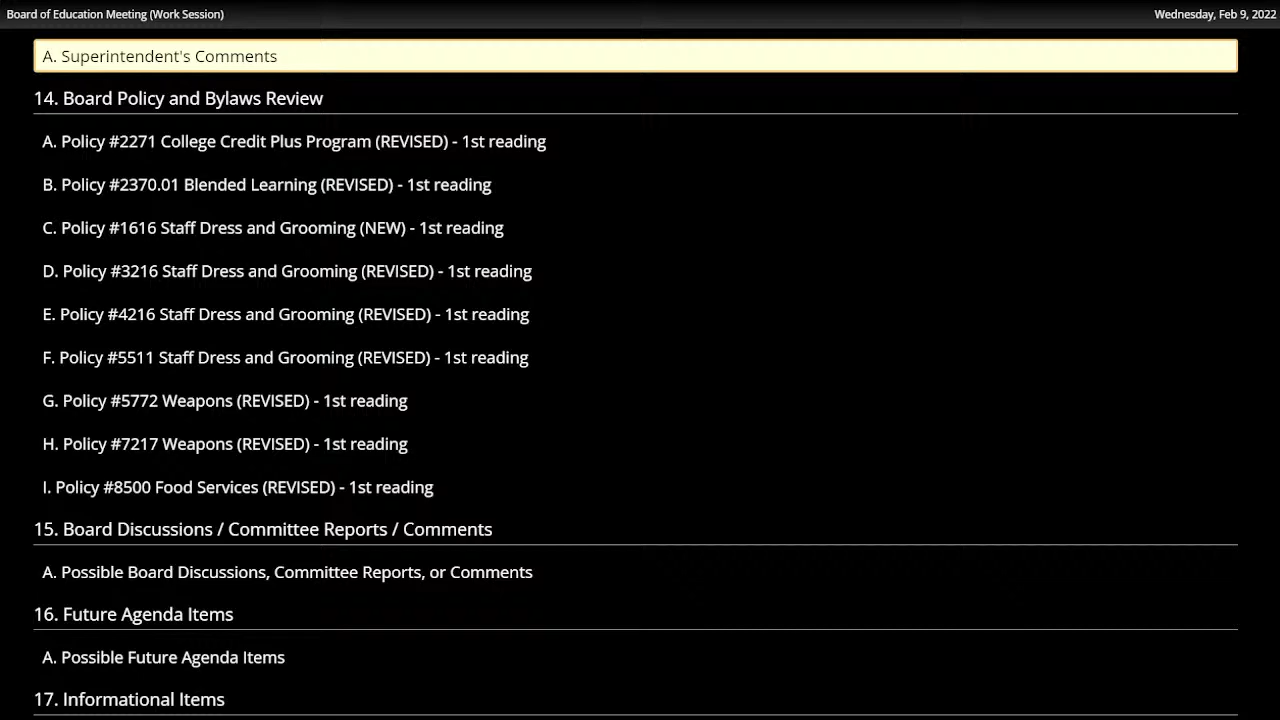 Board of Education Meeting (Work Session)
Wednesday, Feb 9, 2022
A. Superintendent's Comments
14. Board Policy and Bylaws Review
A. Policy #2271 College Credit Plus Program (REVISED) - 1st reading
B. Policy #2370.01 Blended Learning (REVISED) - 1st reading
C. Policy #1616 Staff Dress and Grooming (NEW) - 1st reading
D. Policy #3216 Staff Dress and Grooming (REVISED) - 1st reading
E. Policy #4216 Staff Dress and Grooming (REVISED) - 1st reading
F. Policy #5511 Staff Dress and Grooming (REVISED) - 1st reading
G. Policy #5772 Weapons (REVISED) - 1st reading
H. Policy #7217 Weapons (REVISED) - 1st reading
I. Policy #8500 Food Services (REVISED) - 1st reading
15. Board Discussions / Committee Reports / Comments
A. Possible Board Discussions, Committee Reports, or Comments
16. Future Agenda Items
A. Possible Future Agenda Items
17. Informational Items